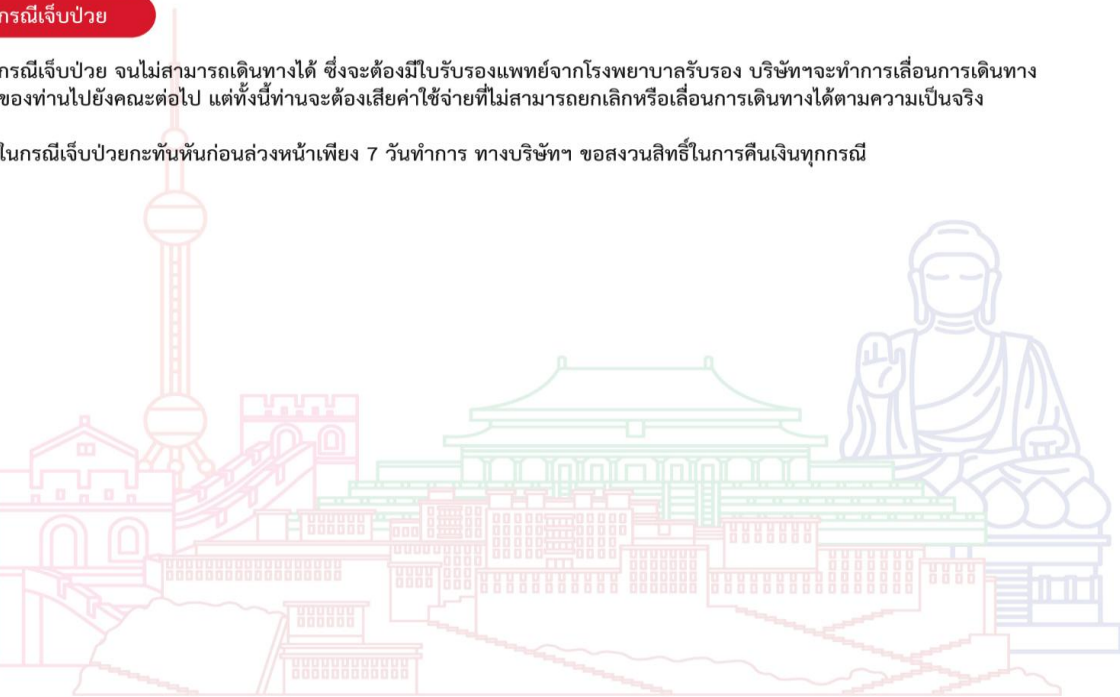 กรณีเจ็บป่วย
กรณีเจ็บป่วย จนไม่สามารถเดินทางได้ ซึ่งจะต้องมีใบรับรองแพทย์จากโรงพยาบาลรับรอง บริษัทฯจะทำการเลื่อนการเดินทาง
ของท่านไปยังคณะต่อไป แต่ทั้งนี้ท่านจะต้องเสียค่าใช้จ่ายที่ไม่สามารถยกเลิกหรือเลื่อนการเดินทางได้ตามความเป็นจริง
ในกรณีเจ็บป่วยกะทันหันก่อนล่วงหน้าเพียง 7 วันทำการ ทางบริษัทฯ ขอสงวนสิทธิ์ในการคืนเงินทุกกรณี